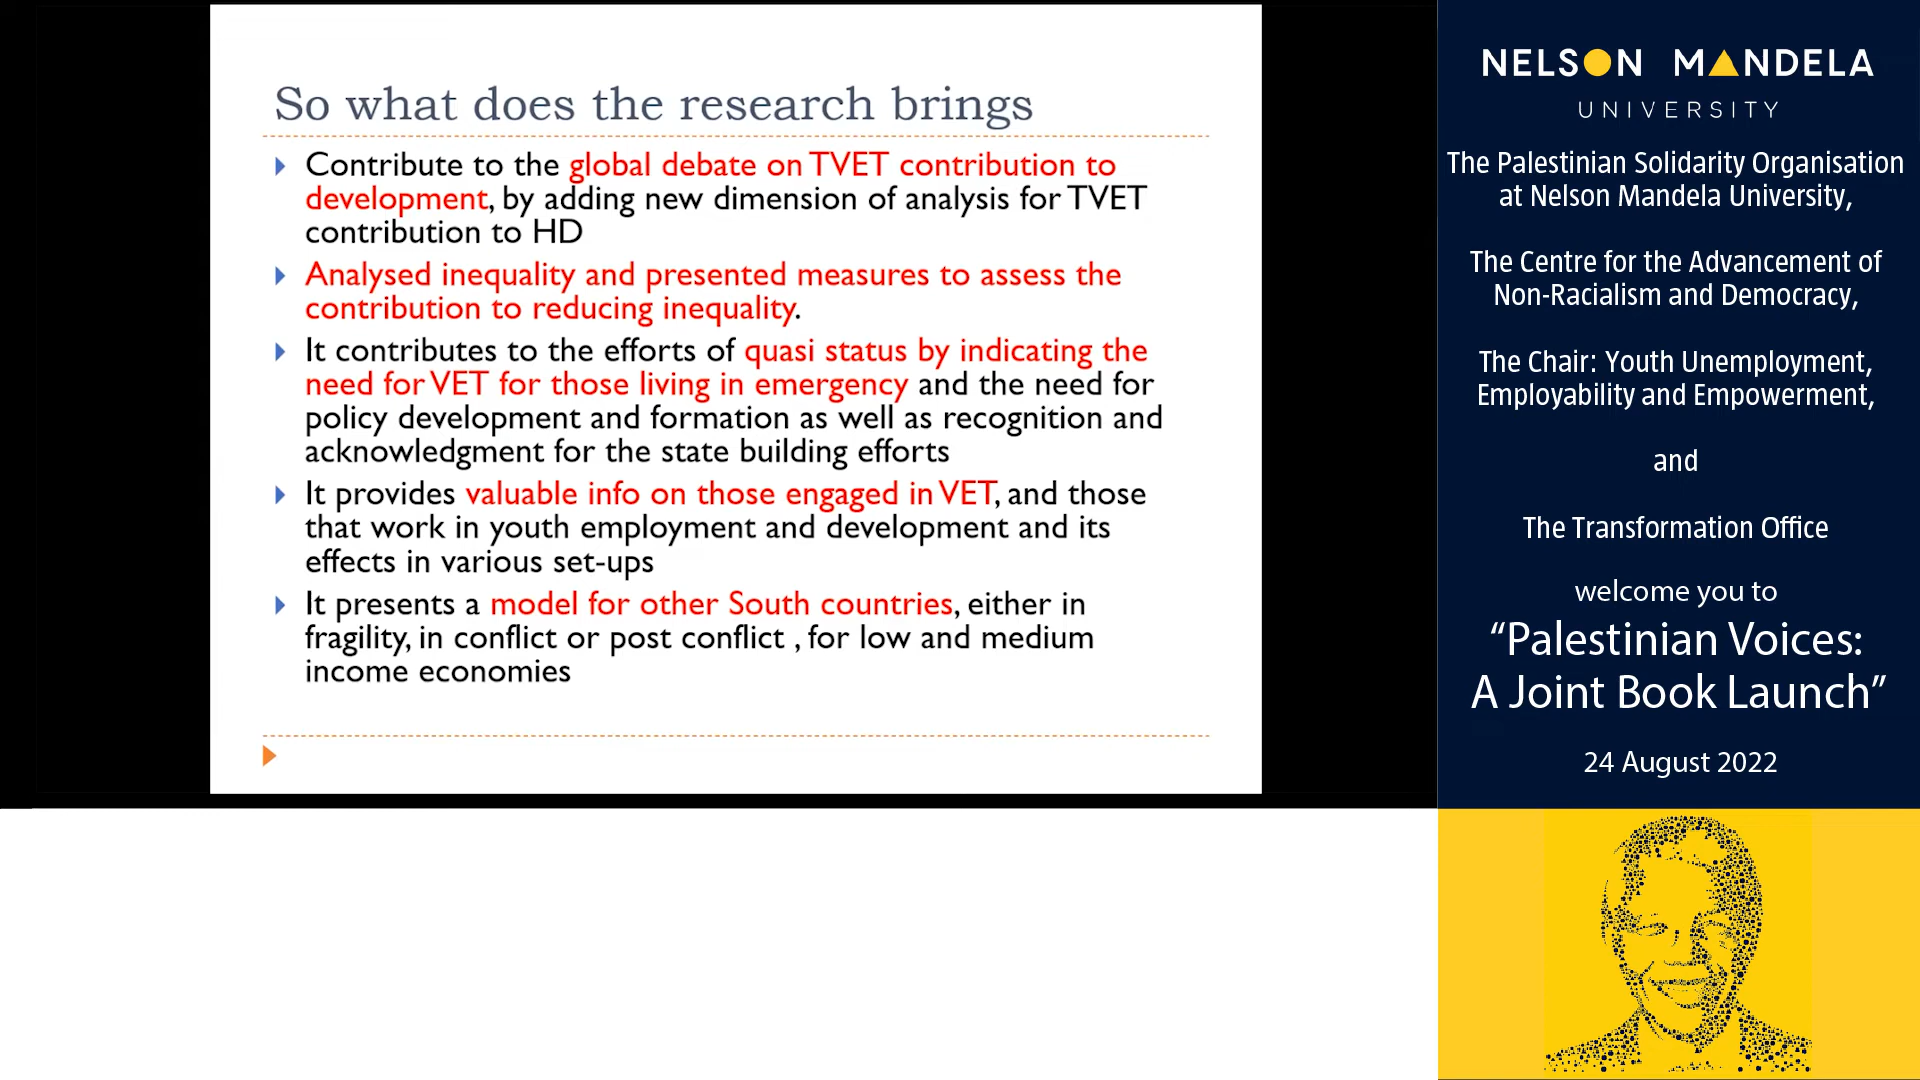 So what does the research brings
Contribute to the global debate on TVET contribution to
development, by adding new dimension of analysis for TVET
contribution to HD
Analysed inequality and presented measures to assess the
contribution to reducing inequality.
It contributes to the efforts of quasi status by indicating the
need for VET for those living in emergency and the need for
policy development and formation as well as recognition and
acknowledgment for the state building efforts
It provides valuable info on those engaged in VET, and those
that work in youth employment and development and its
effects in various set-ups
It presents a model for other South countries, either in
fragility, in conflict or post conflict , for low and medium
income economies
NELSON MANDELA
UNIVERSITY
The Palestinian Solidarity Organisation
at Nelson Mandela University,
The Centre for the Advancement of
Non-Racialism and Democracy,
The Chair: Youth Unemployment,
Employability and Empowerment,
and
The Transformation Office
welcome you to
“Palestinian Voices:
A Joint Book Launch”
24 August 2022